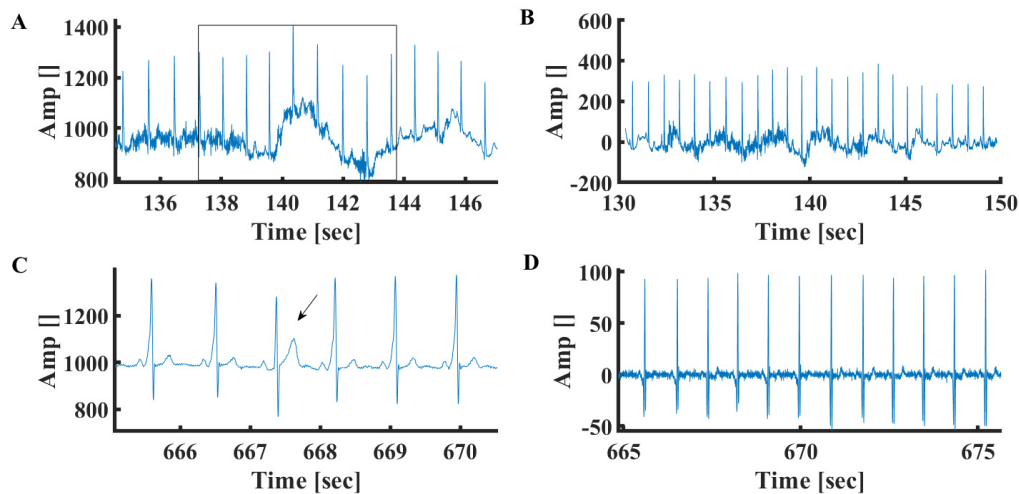 A
B
1400
1200
1000
800
Amp []
136 138 140 142 144 146
Time [sec]
600
400
200
0
-200
Amp []
130 135 140 145 150
Time [sec]
C
D
1200
1000
800
Amp []
666 667 668 669 670
Time [sec]
100
50
0
-50
Amp []
665 670 675
Time [sec]